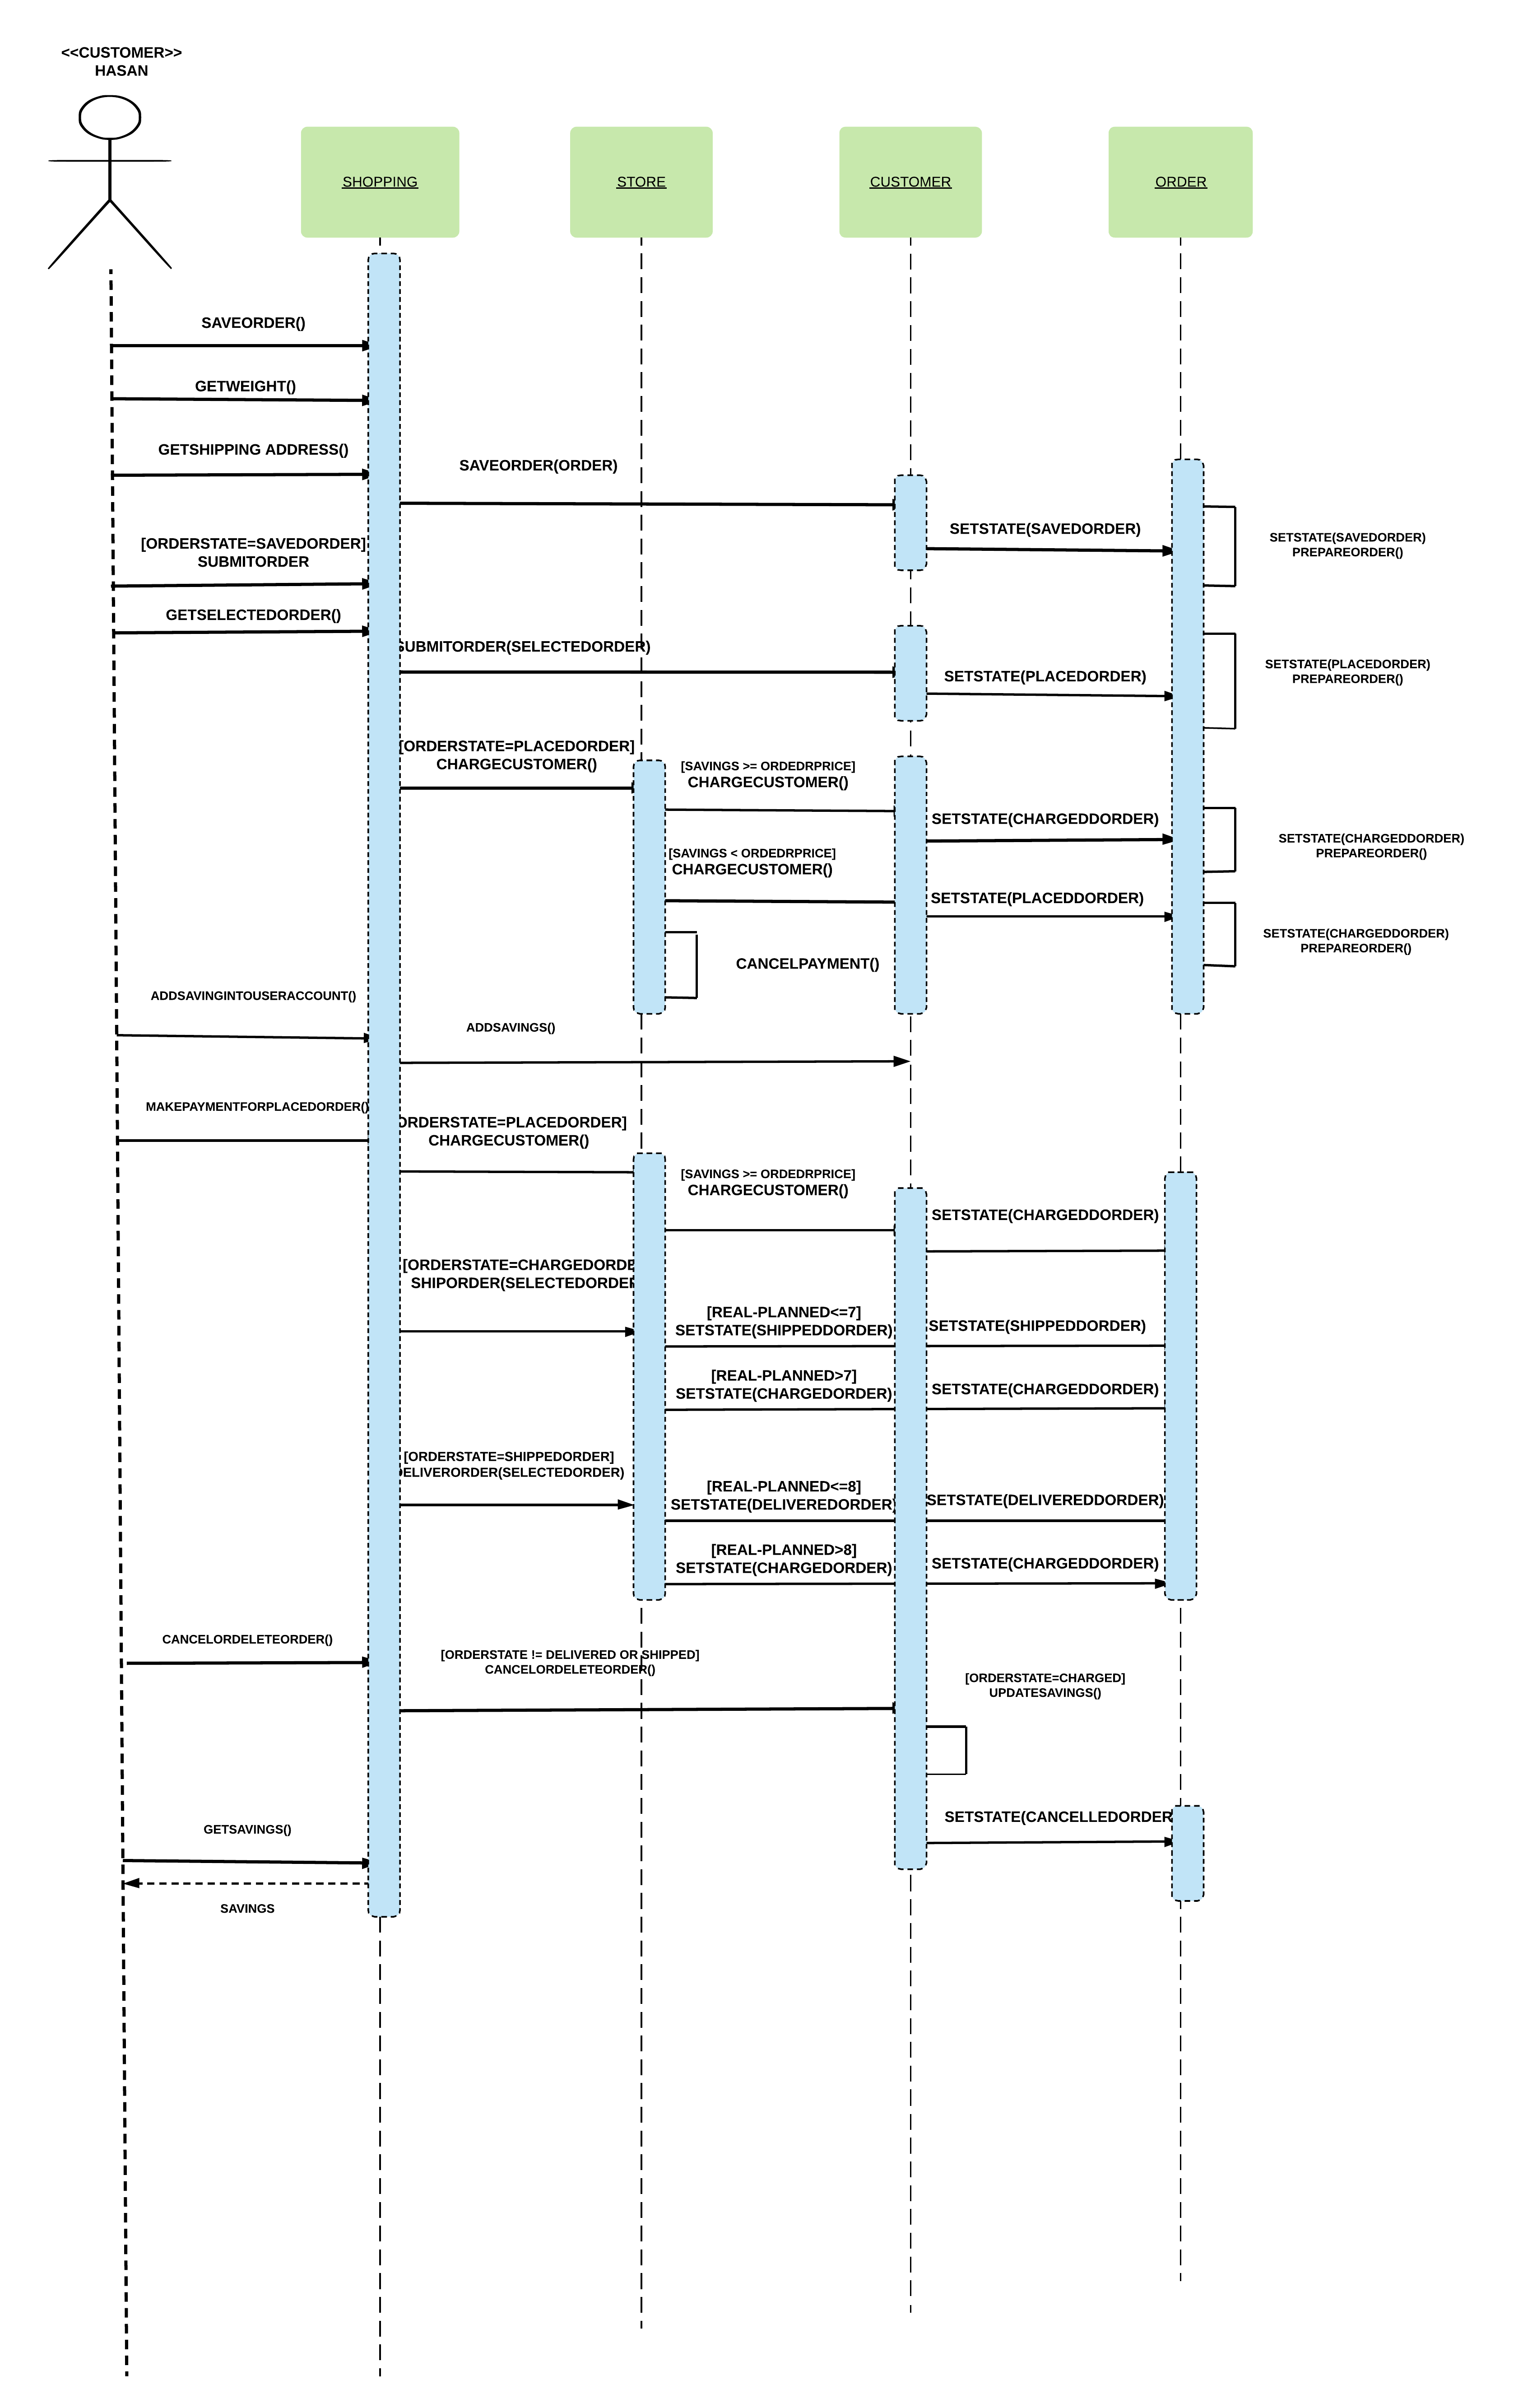 <<CUSTOMER>>
HASAN
SHOPPING
STORE
CUSTOMER
ORDER
SAVEORDER()
GETWEIGHT()
GETSHIPPING ADDRESS()
SAVEORDER(ORDER)
SETSTATE(SAVEDORDER)
SETSTATE(SAVEDORDER)
PREPAREORDER()
[ORDERSTATE=SAVEDORDER]
SUBMITORDER
GETSELECTEDORDER()
SUBMITORDER(SELECTEDORDER)
SETSTATE(PLACEDORDER)
SETSTATE(PLACEDORDER)
PREPAREORDER()
[ORDERSTATE=PLACEDORDER]
CHARGECUSTOMER()
[SAVINGS >= ORDEDRPRICE]
CHARGECUSTOMER()
SETSTATE(CHARGEDDORDER)
SETSTATE(CHARGEDDORDER)
PREPAREORDER()
[SAVINGS < ORDEDRPRICE]
CHARGECUSTOMER()
SETSTATE(PLACEDDORDER)
SETSTATE(CHARGEDDORDER)
PREPAREORDER()
CANCELPAYMENT()
ADDSAVINGINTOUSERACCOUNT()
ADDSAVINGS()
MAKEPAYMENTFORPLACEDORDER()
ORDERSTATE=PLACEDORDER]
CHARGECUSTOMER()
[SAVINGS >= ORDEDRPRICE]
CHARGECUSTOMER()
SETSTATE(CHARGEDDORDER)
[ORDERSTATE=CHARGEDORDE
SHIPORDER(SELECTEDORDER
[REAL-PLANNED<=7]
SETSTATE(SHIPPEDDORDER)
SETSTATE(SHIPPEDDORDER)
[REAL-PLANNED>7]
SETSTATE(CHARGEDORDER)
SETSTATE(CHARGEDDORDER)
[ORDERSTATE=SHIPPEDORDER]
DELIVERORDER(SELECTEDORDER)
[REAL-PLANNED<=8]
SETSTATE(DELIVEREDORDER)
SETSTATE(DELIVEREDDORDER)
[REAL-PLANNED>8]
SETSTATE(CHARGEDORDER)
SETSTATE(CHARGEDDORDER)
CANCELORDELETEORDER()
[ORDERSTATE != DELIVERED OR SHIPPED]
CANCELORDELETEORDER()
[ORDERSTATE=CHARGED]
UPDATESAVINGS()
SETSTATE(CANCELLEDORDER
GETSAVINGS()
SAVINGS